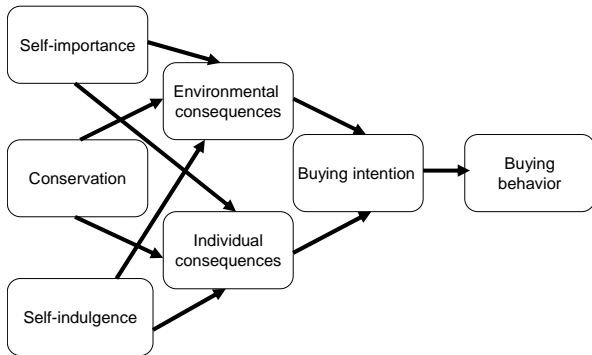 Self-importance
Environmental
consequences
Conservation
Buying intention
Buying
behavior
Individual
consequences
Self-indulgence